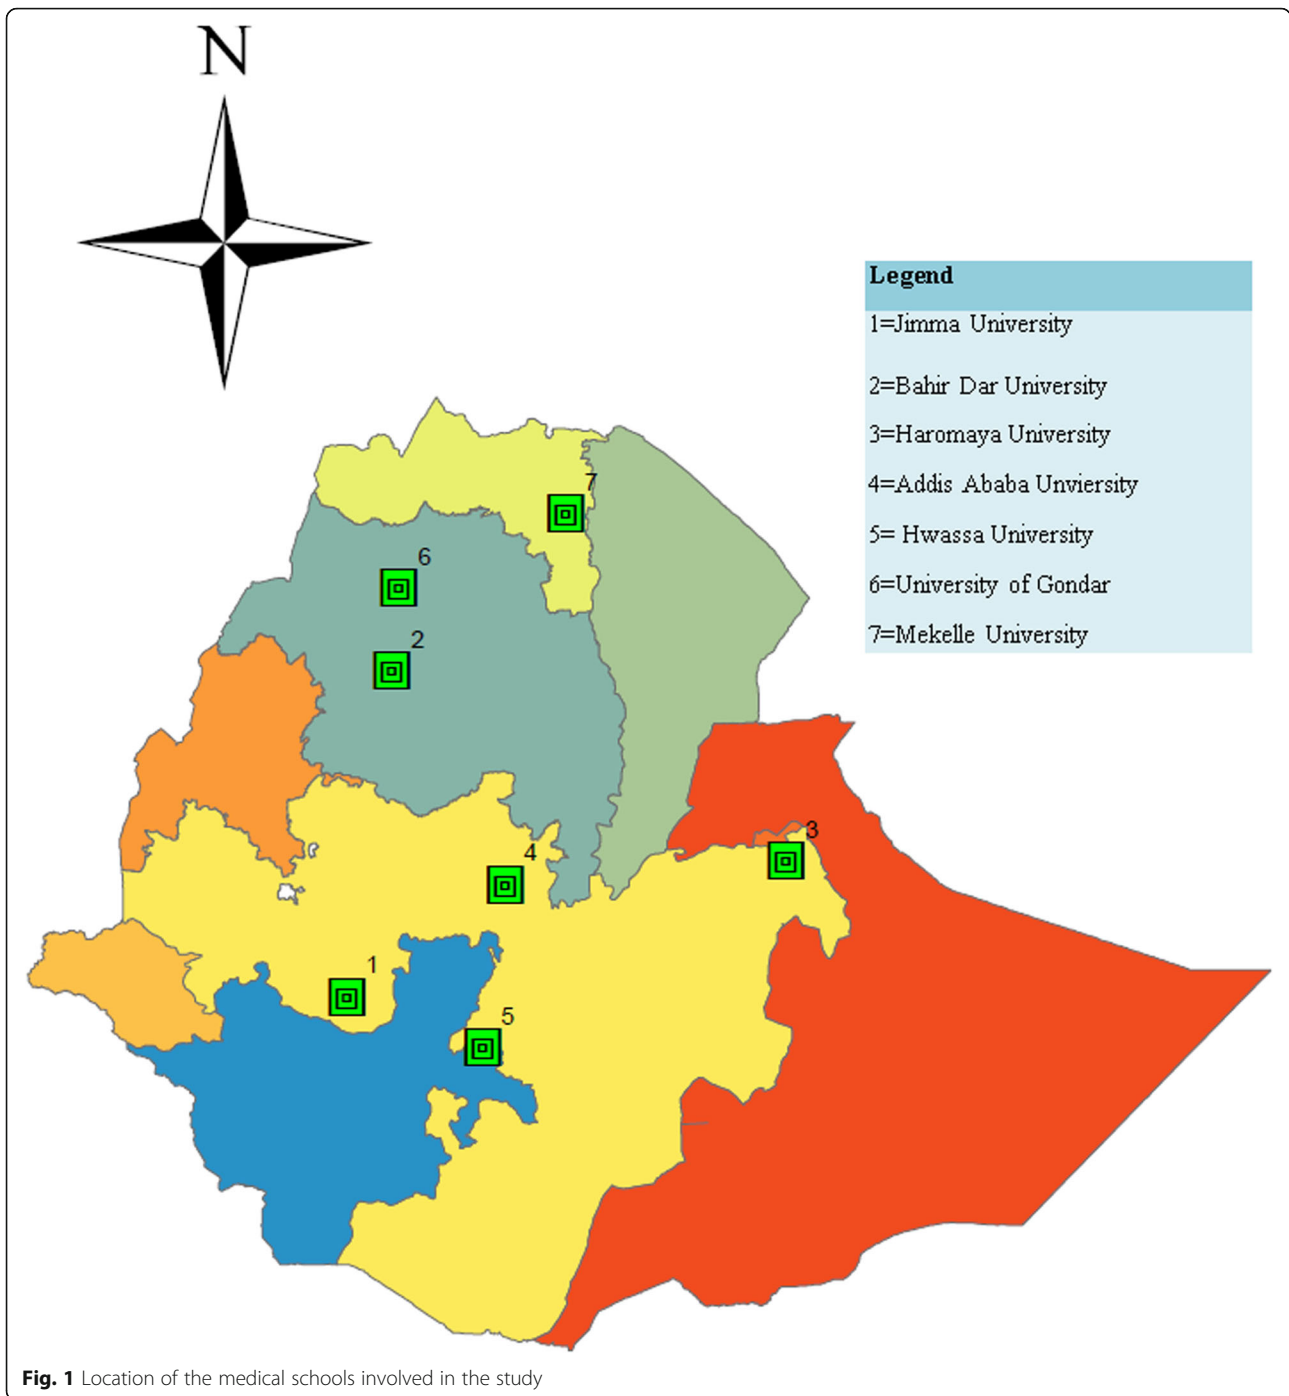 N
Legend
1=Jimma University
2=Bahir Dar University
3=Haromaya University
4=Addis Ababa Unviersity
5= Hwassa University
6=University of Gondar
7=Mekelle University
7
6
2
3
4
1
5
Fig. 1 Location of the medical schools involved in the study